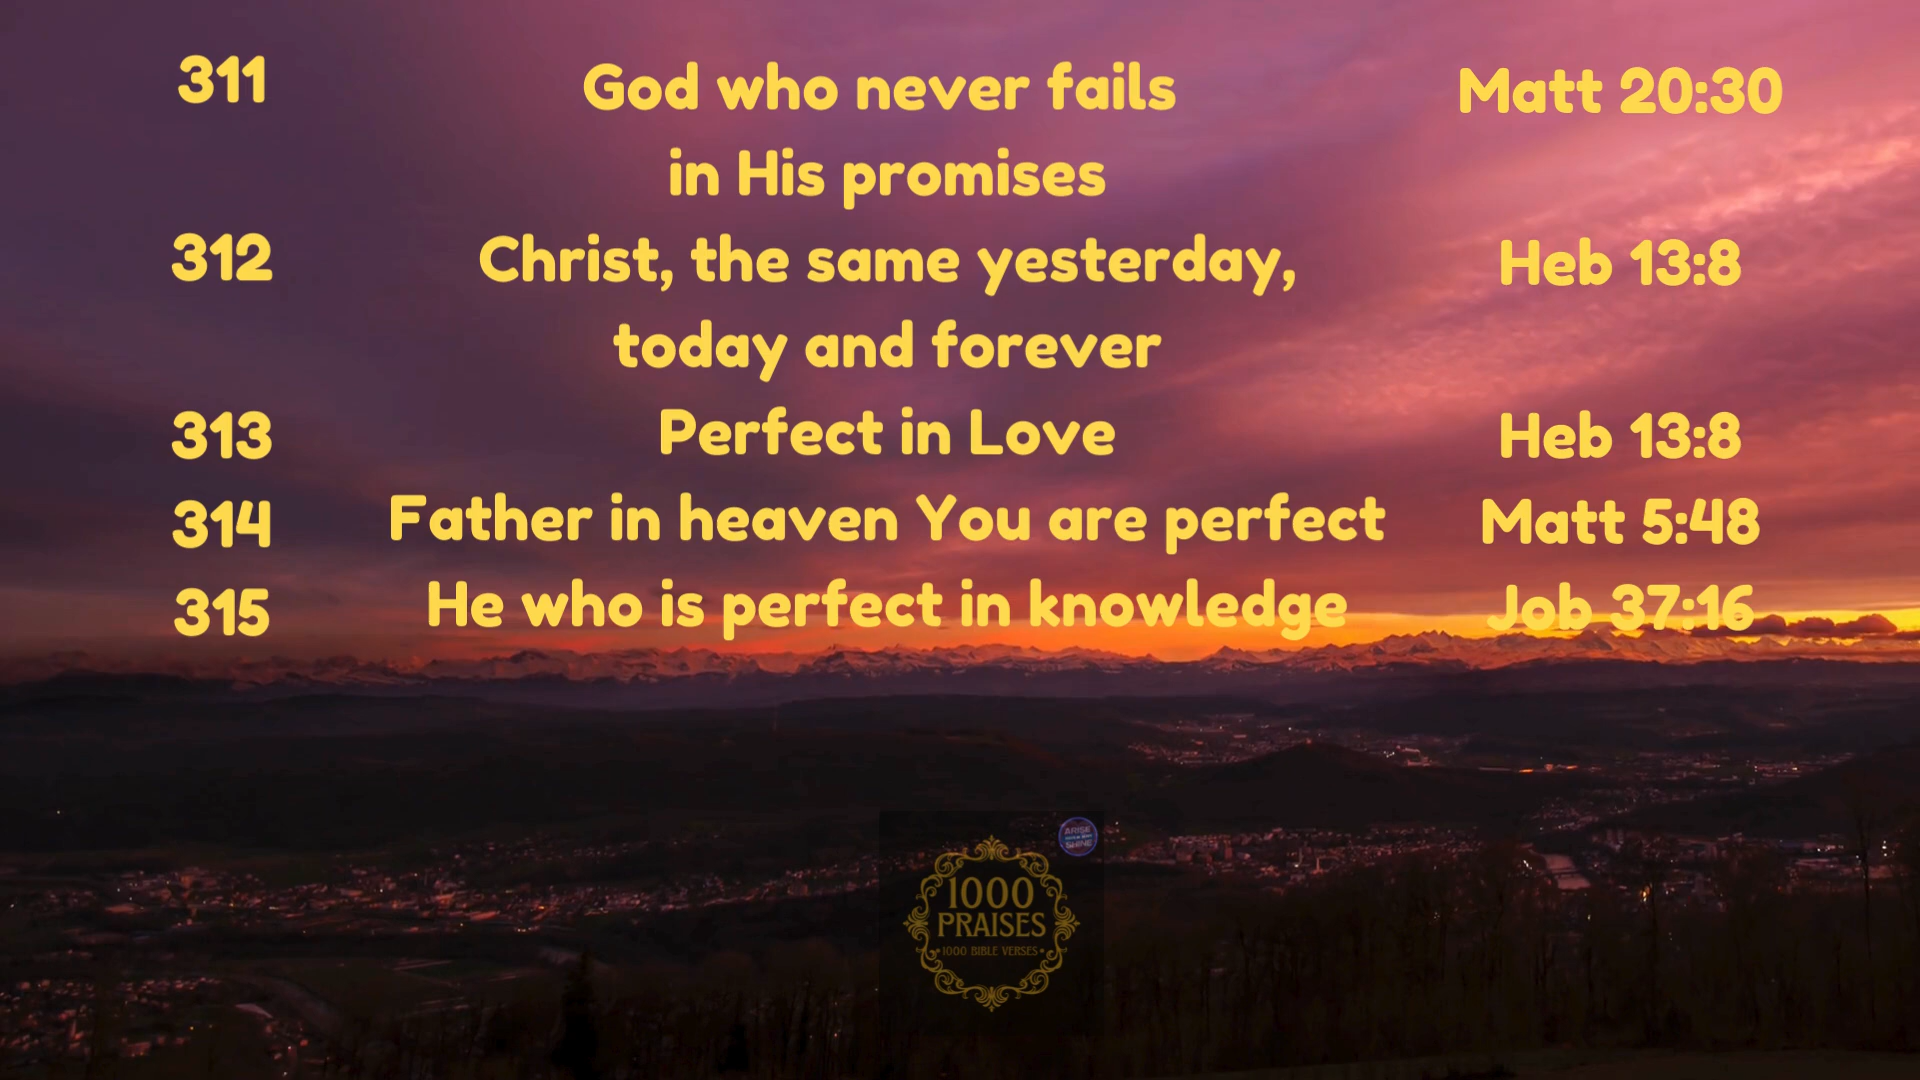 311 God who never fails Matt 20:30
in His promises
312 Christ, the same yesterday, Heb 13:8
today and forever
313 Perfect in Love Heb 13:8
314 Father in heaven You are perfect Matt 5:48
315 He who is perfect in knowledge Job 37:16
ARISE
SHINE
1000
PRAISES
1000 BIBLE VERSES